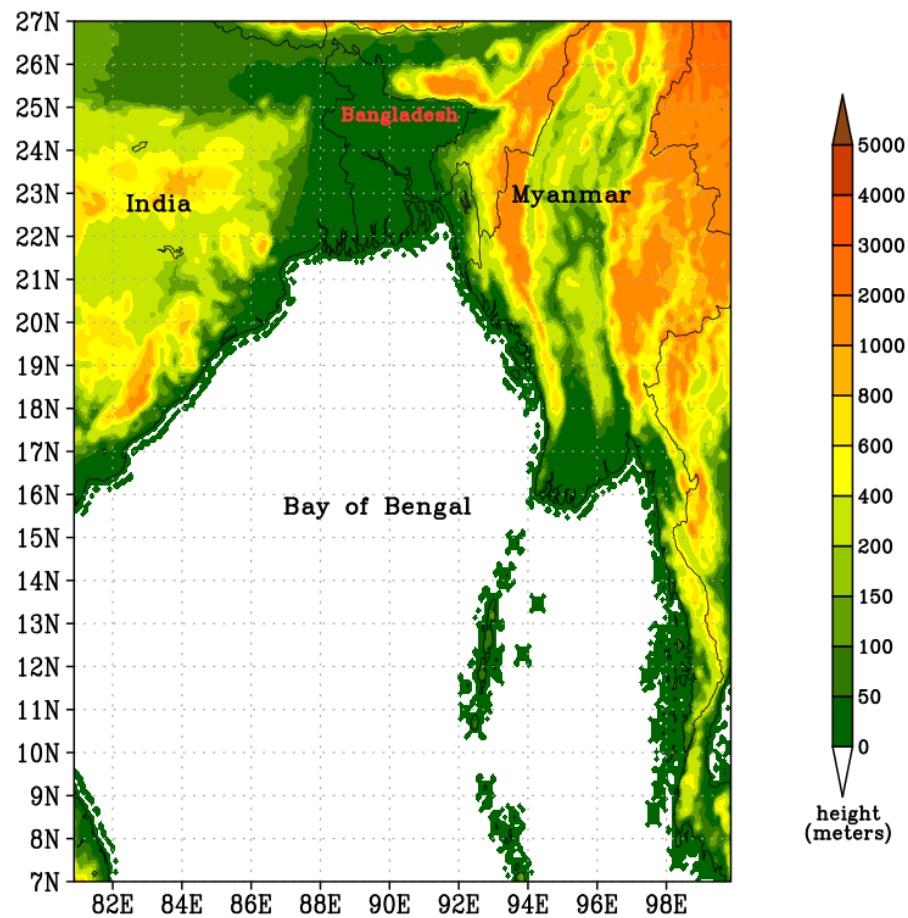 27N
26N
25N
24N
23N
22N
21N
20N
19N
18N
17N
16N
15N
14N
13N
12N
11N
10N
9N
8N
7N
82E 84E 86E 88E 90E 92E 94E 96E 98E
Bangladesh
India
Myanmar
Bay of Bengal
5000
4000
3000
2000
1000
800
600
400
200
150
100
50
0
height
(meters)